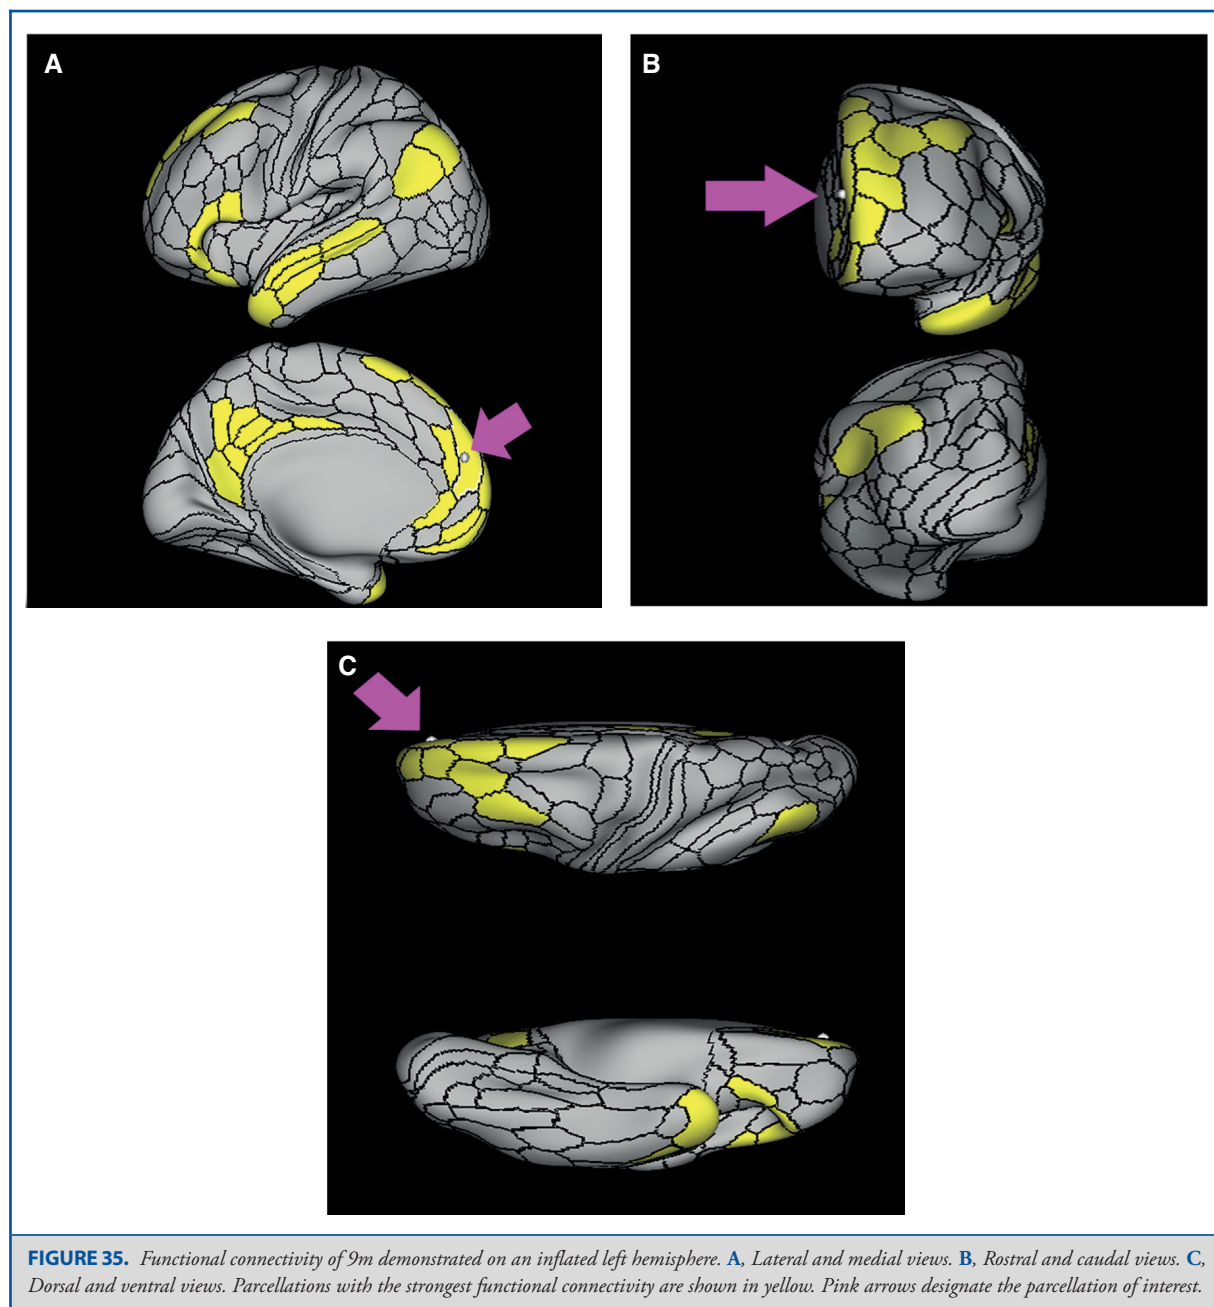 A
B
C
FIGURE 35. Functional connectivity of 9m demonstrated on an inflated left hemisphere. A, Lateral and medial views. B, Rostral and caudal views. C,
Dorsal and ventral views. Parcellations with the strongest functional connectivity are shown in yellow. Pink arrows designate the parcellation of interest.